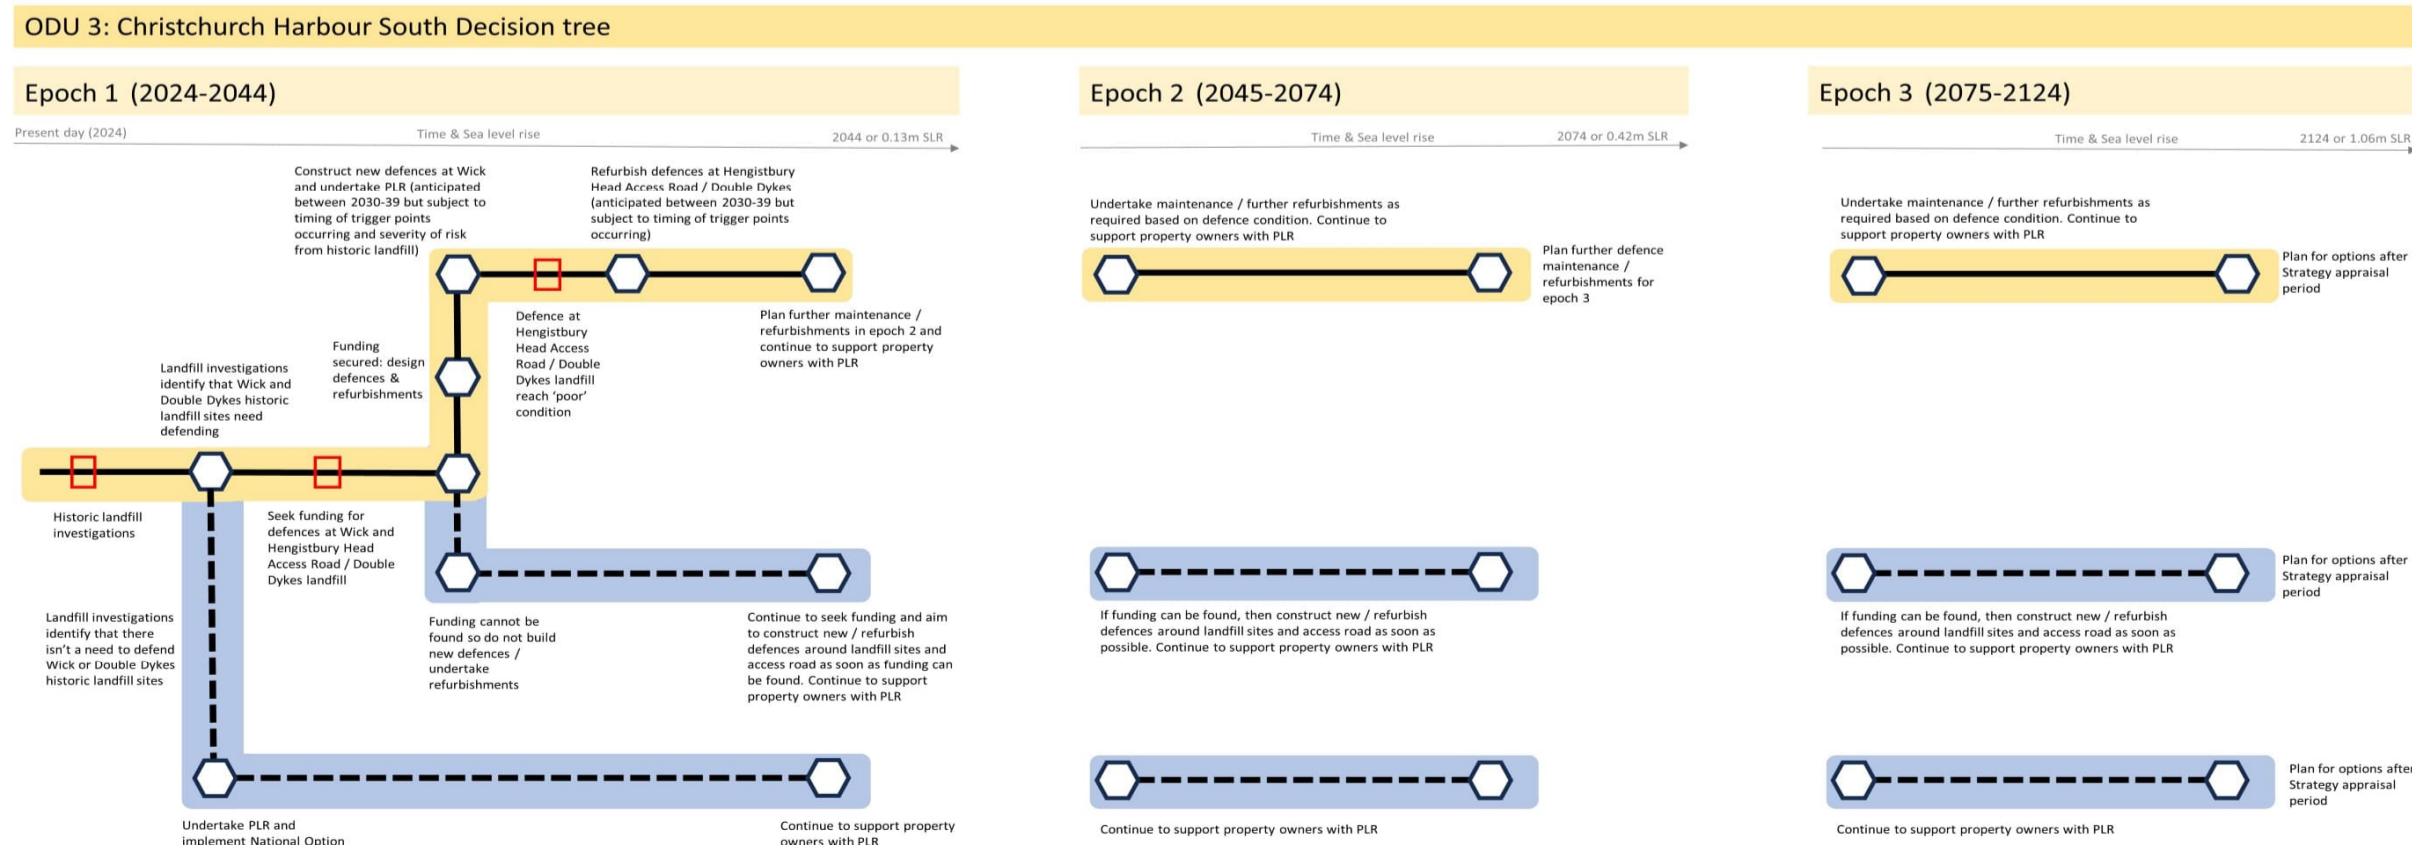 ODU 3: Christchurch Harbour South Decision tree
Epoch 1 (2024-2044)
Epoch 2 (2045-2074)
Epoch 3 (2075-2124)
Present day (2024)
Time & Sea level rise
2044 or 0.13m SLR
Time & Sea level rise
2074 or 0.42m SLR
Time & Sea level rise
2124 or 1.06m SLR
Construct new defences at Wick
and undertake PLR (anticipated
between 2030-39 but subject to
timing of trigger points
occurring and severity of risk
from historic landfill)
Refurbish defences at Hengistbury
Head Access Road / Double Dykes
(anticipated between 2030-39 but
subject to timing of trigger points
occurring)
Undertake maintenance / further refurbishments as
required based on defence condition. Continue to
support property owners with PLR
Plan further defence
maintenance /
refurbishments for
epoch 3
Undertake maintenance / further refurbishments as
required based on defence condition. Continue to
support property owners with PLR
Plan for options after
Strategy appraisal
period
Landfill investigations
identify that Wick and
Double Dykes historic
landfill sites need
defending
Funding
secured: design
defences &
refurbishments
Defence at
Hengistbury
Head Access
Road / Double
Dykes landfill
reach ‘poor’
condition
Plan further maintenance /
refurbishments in epoch 2 and
continue to support property
owners with PLR
Historic landfill
investigations
Seek funding for
defences at Wick and
Hengistbury Head
Access Road / Double
Dykes landfill
Landfill investigations
identify that there
isn’t a need to defend
Wick or Double Dykes
historic landfill sites
Funding cannot be
found so do not build
new defences /
undertake
refurbishments
Continue to seek funding and aim
to construct new / refurbish
defences around landfill sites and
access road as soon as funding can
be found. Continue to support
property owners with PLR
If funding can be found, then construct new / refurbish
defences around landfill sites and access road as soon as
possible. Continue to support property owners with PLR
If funding can be found, then construct new / refurbish
defences around landfill sites and access road as soon as
possible. Continue to support property owners with PLR
Plan for options after
Strategy appraisal
period
Undertake PLR and
implement National Option
Continue to support property
owners with PLR
Continue to support property owners with PLR
Continue to support property owners with PLR
Plan for options after
Strategy appraisal
period